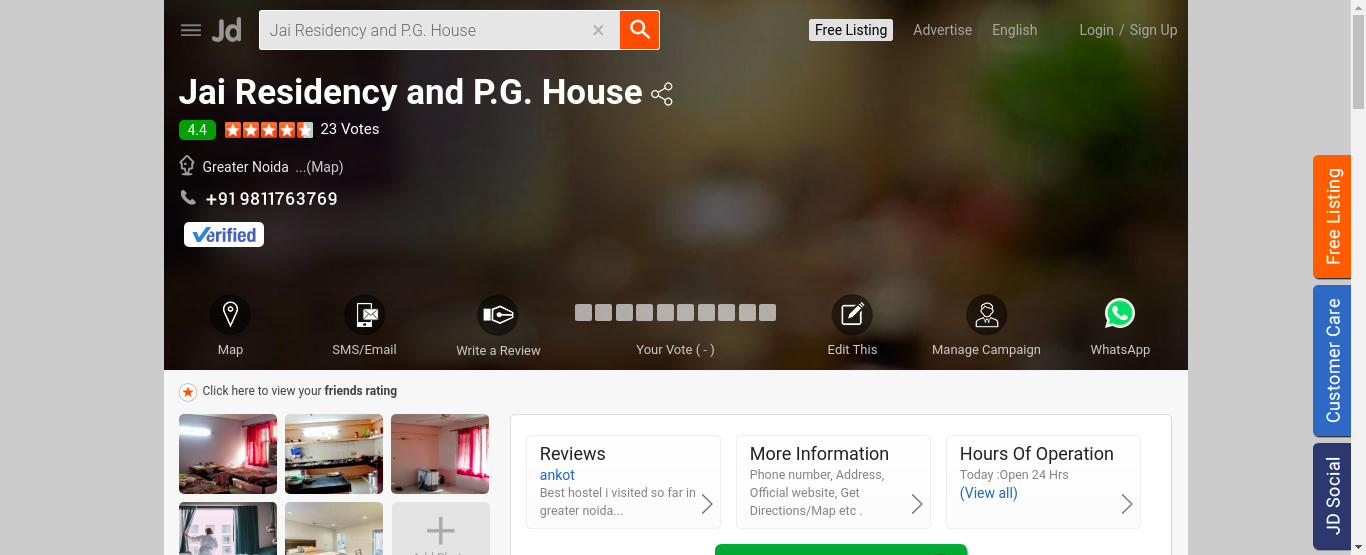 Jd
Jai Residency and P.G. House
Free Listing
Advertise
English
Login / Sign Up
Jai Residency and P.G. House
4.4
23 Votes
Greater Noida ...(Map)
+91 9811763769
Verified
Map
SMS/Email
Write a Review
Your Vote ( - )
Edit This
Manage Campaign
WhatsApp
Click here to view your friends rating
Reviews
ankot
Best hostel i visited so far in
greater noida...
More Information
Phone number, Address,
Official website, Get
Directions/Map etc .
Hours Of Operation
Today :Open 24 Hrs
(View all)
Free Listing
Customer Care
JD Social